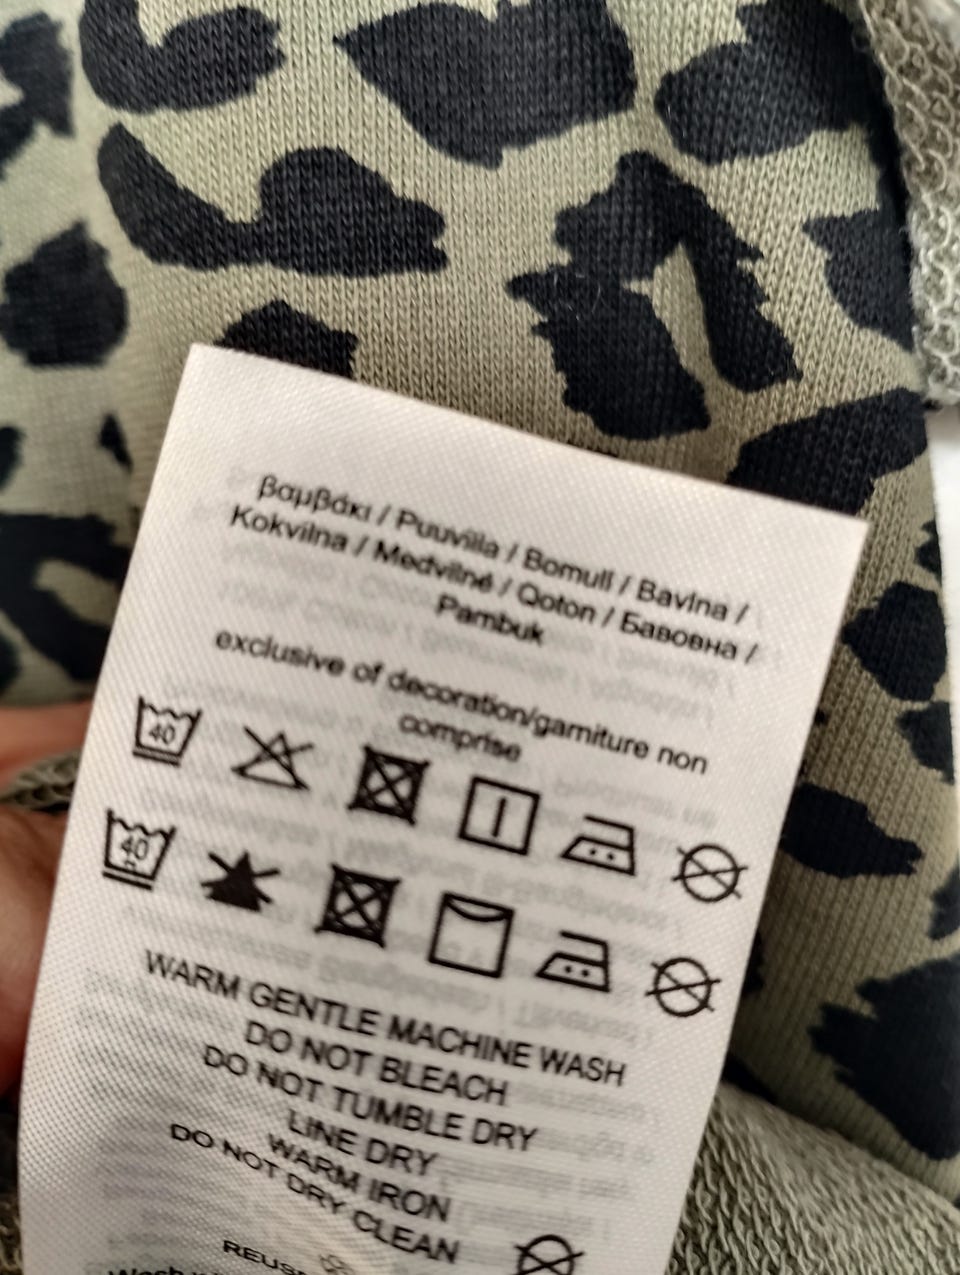 βαμβάκι / Puuvilla / Bomull / Bavlna /
Kokvilna / Medvilnė / Qoton / Бавовна /
Pambuk
exclusive of decoration/garniture non
comprise
40
40
WARM GENTLE MACHINE WASH
DO NOT BLEACH
DO NOT TUMBLE DRY
LINE DRY
WARM IRON
DO NOT DRY CLEAN